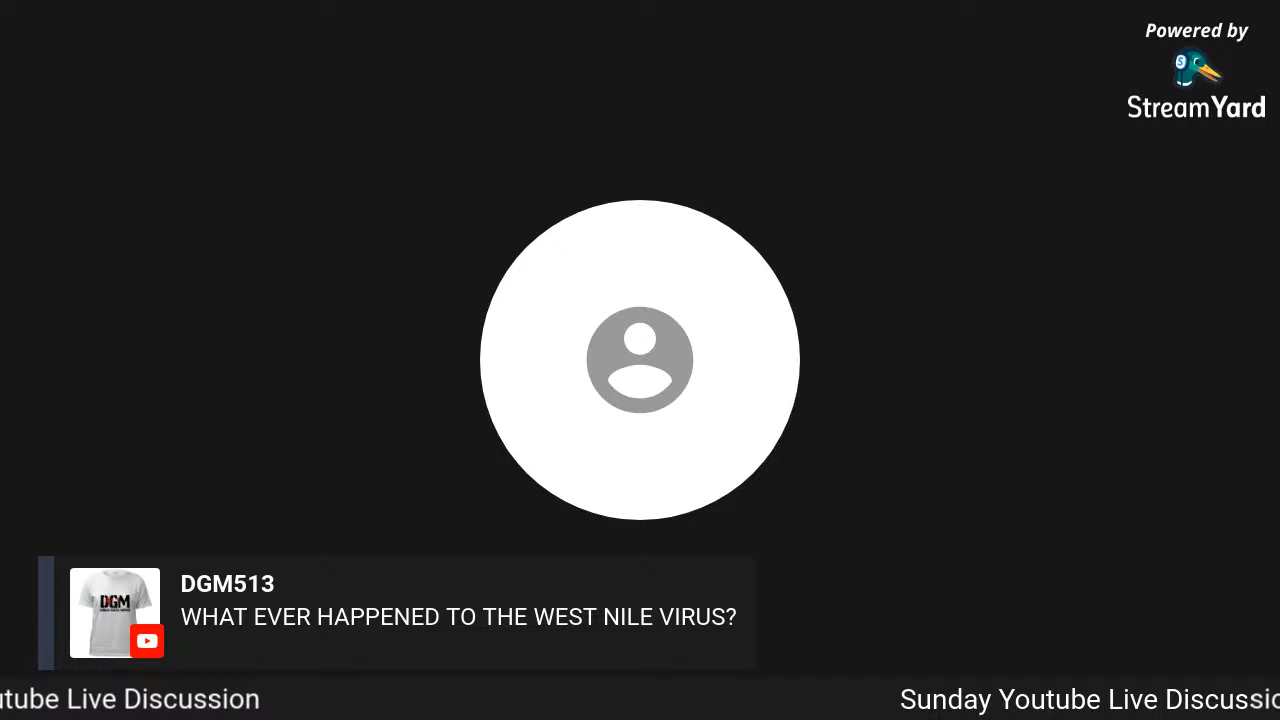 Powered by
StreamYard
DGM
DGM513
WHAT EVER HAPPENED TO THE WEST NILE VIRUS?
utube Live Discussion
Sunday Youtube Live Discussio